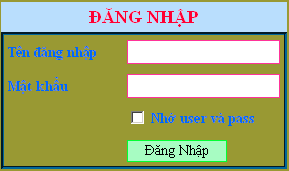 ĐĂNG NHẬP
Tên đăng nhập
Mật khẩu
Nhớ user và pass
Đăng Nhập